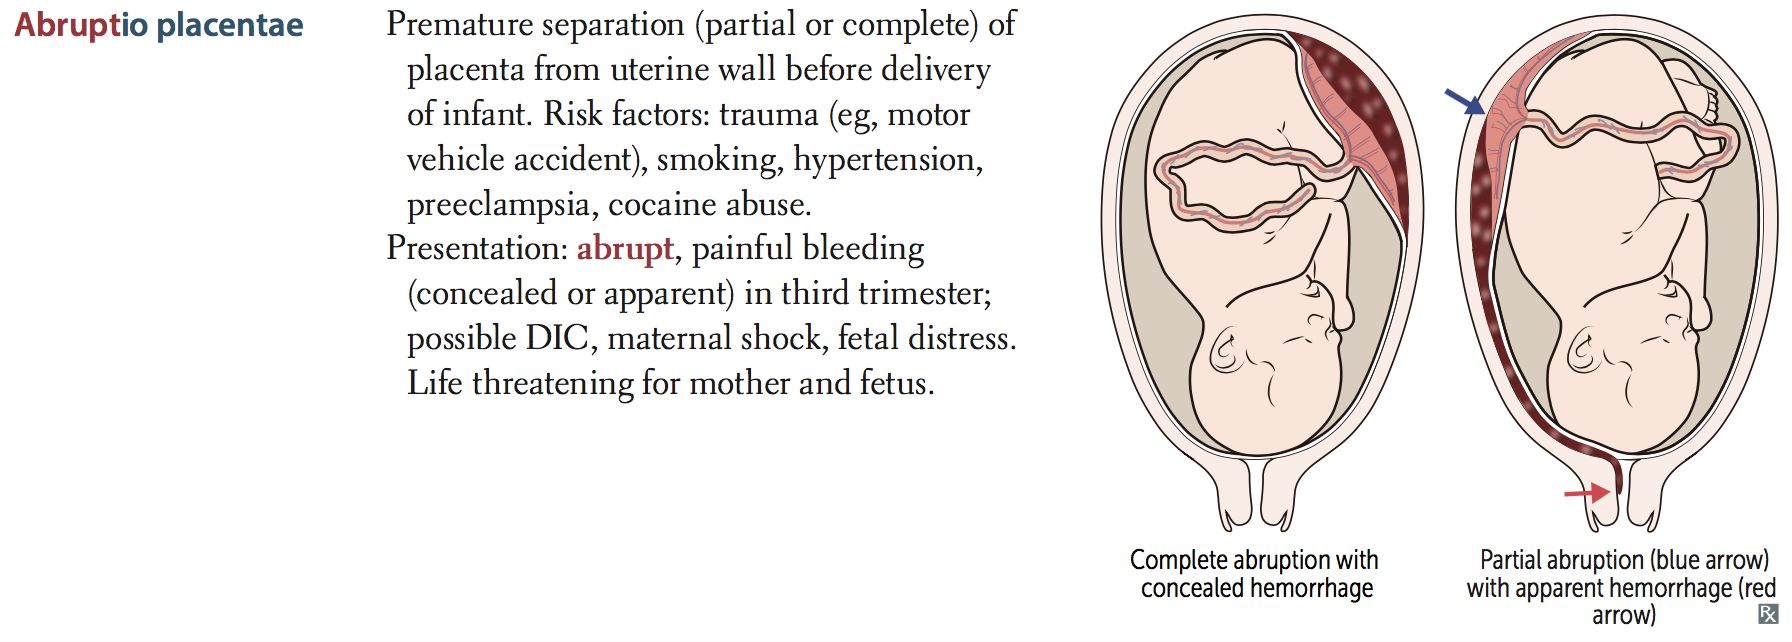 Abruptio placentae
Premature separation (partial or complete) of
placenta from uterine wall before delivery
of infant. Risk factors: trauma (eg, motor
vehicle accident), smoking, hypertension,
preeclampsia, cocaine abuse.
Presentation: abrupt, painful bleeding
(concealed or apparent) in third trimester;
possible DIC, maternal shock, fetal distress.
Life threatening for mother and fetus.
Complete abruption with
concealed hemorrhage
Partial abruption (blue arrow)
with apparent hemorrhage (red
arrow)
Rx